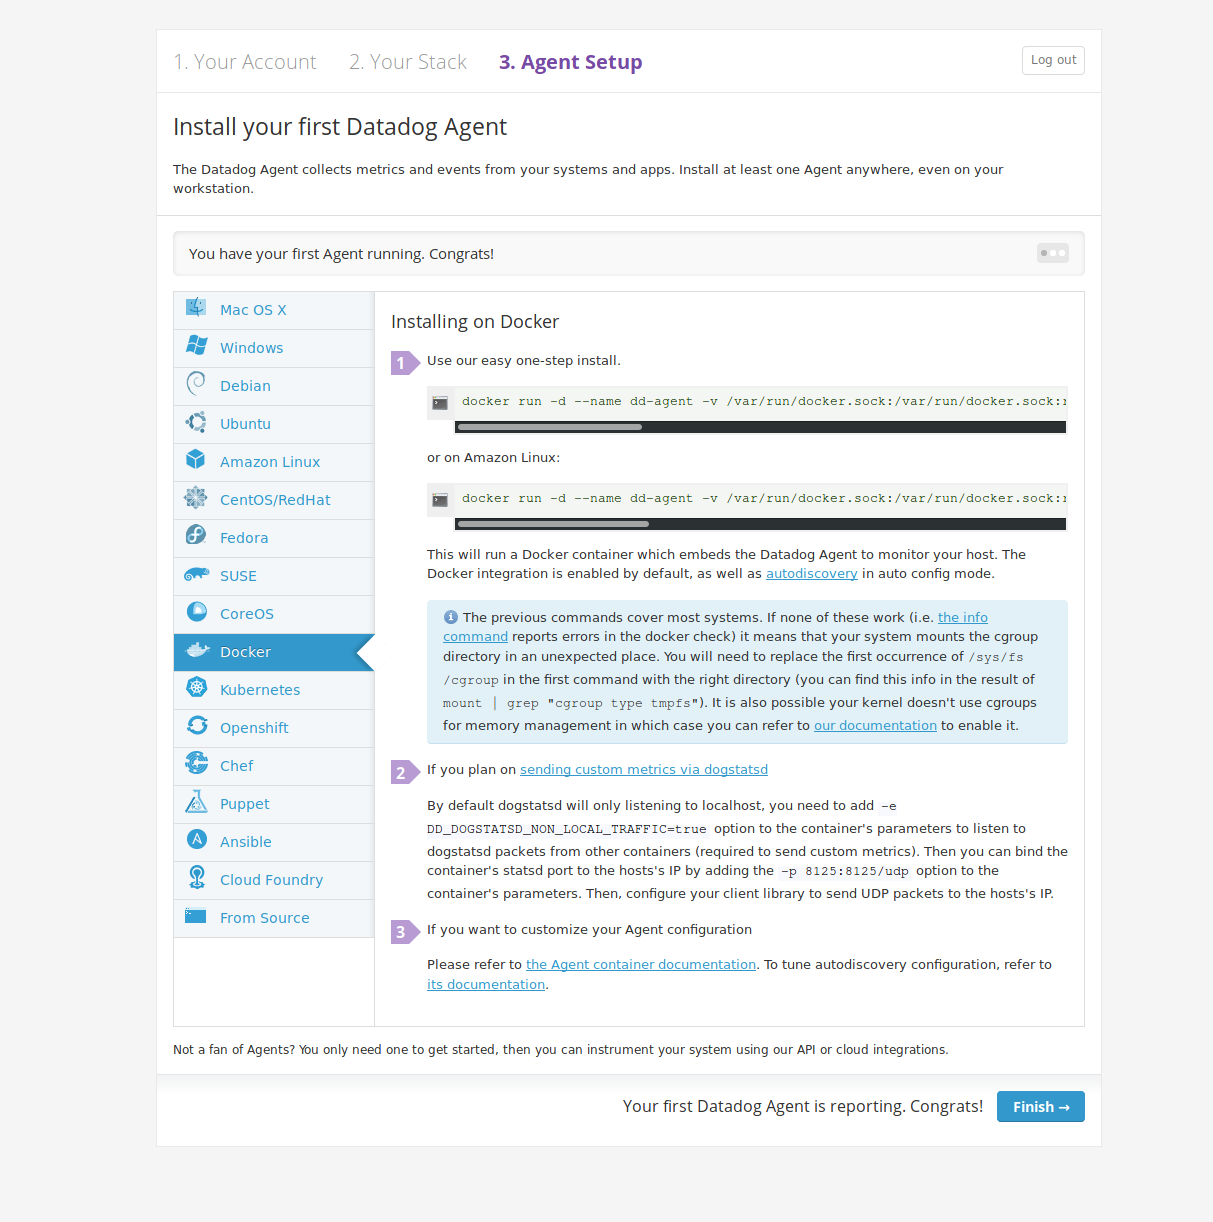 1. Your Account 2. Your Stack 3. Agent Setup Log out
Install your first Datadog Agent
The Datadog Agent collects metrics and events from your systems and apps. Install at least one Agent anywhere, even on your
workstation.
You have your first Agent running. Congrats!
Mac OS X
Windows
Debian
Ubuntu
Amazon Linux
CentOS/RedHat
Fedora
SUSE
CoreOS
Docker
Kubernetes
Openshift
Chef
Puppet
Ansible
Cloud Foundry
From Source
Installing on Docker
1 Use our easy one-step install.
docker run -d --name dd-agent -v /var/run/docker.sock:/var/run/docker.sock:r
or on Amazon Linux:
docker run -d --name dd-agent -v /var/run/docker.sock:/var/run/docker.sock:r
This will run a Docker container which embeds the Datadog Agent to monitor your host. The
Docker integration is enabled by default, as well as autodiscovery in auto config mode.
The previous commands cover most systems. If none of these work (i.e. the info
command reports errors in the docker check) it means that your system mounts the cgroup
directory in an unexpected place. You will need to replace the first occurrence of /sys/fs
/cgroup in the first command with the right directory (you can find this info in the result of
mount | grep "cgroup type tmpfs"). It is also possible your kernel doesn't use cgroups
for memory management in which case you can refer to our documentation to enable it.
2 If you plan on sending custom metrics via dogstatsd
By default dogstatsd will only listening to localhost, you need to add -e
DD_DOGSTATSD_NON_LOCAL_TRAFFIC=true option to the container's parameters to listen to
dogstatsd packets from other containers (required to send custom metrics). Then you can bind the
container's statsd port to the hosts's IP by adding the -p 8125:8125/udp option to the
container's parameters. Then, configure your client library to send UDP packets to the hosts's IP.
3 If you want to customize your Agent configuration
Please refer to the Agent container documentation. To tune autodiscovery configuration, refer to
its documentation.
Not a fan of Agents? You only need one to get started, then you can instrument your system using our API or cloud integrations.
Your first Datadog Agent is reporting. Congrats! Finish →